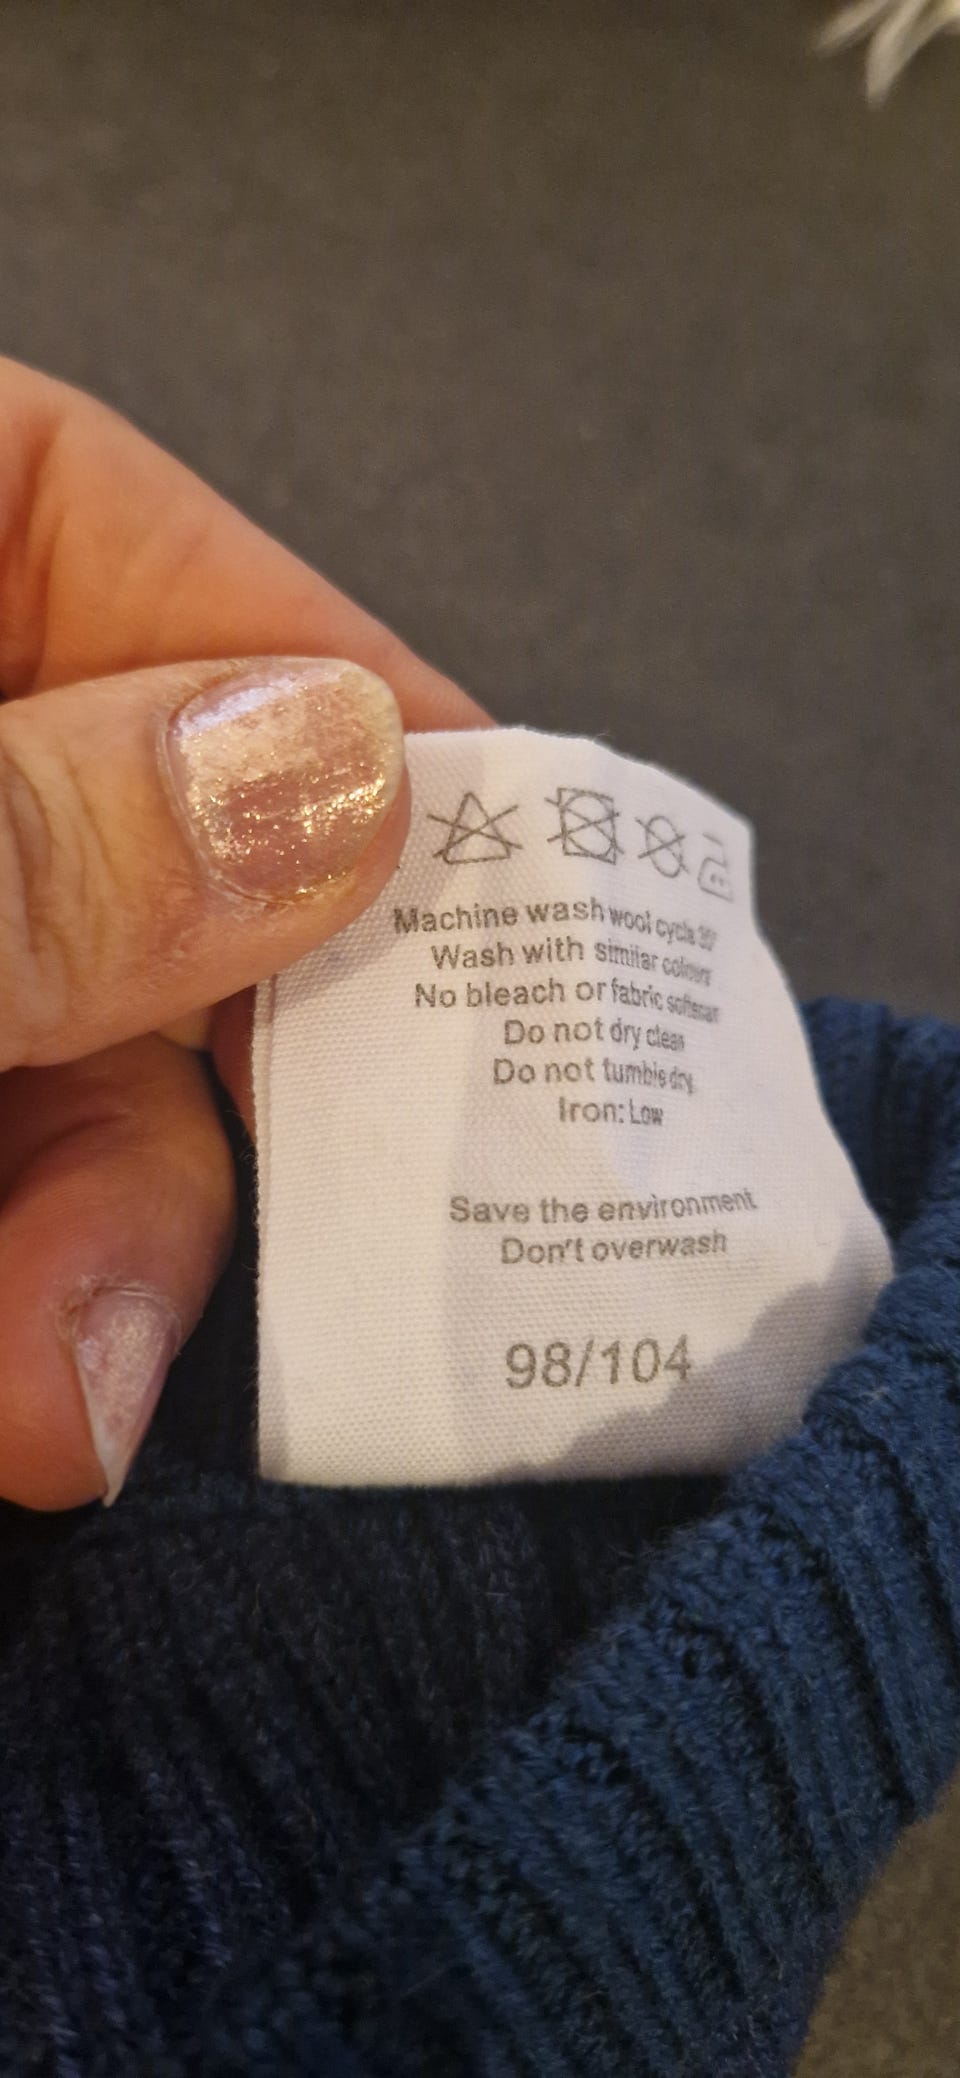 Machine wash wool cycle 30°
Wash with similar colours
No bleach or fabric softener
Do not dry clean
Do not tumble dry
Iron: Low
Save the environment
Don't overwash
98/104